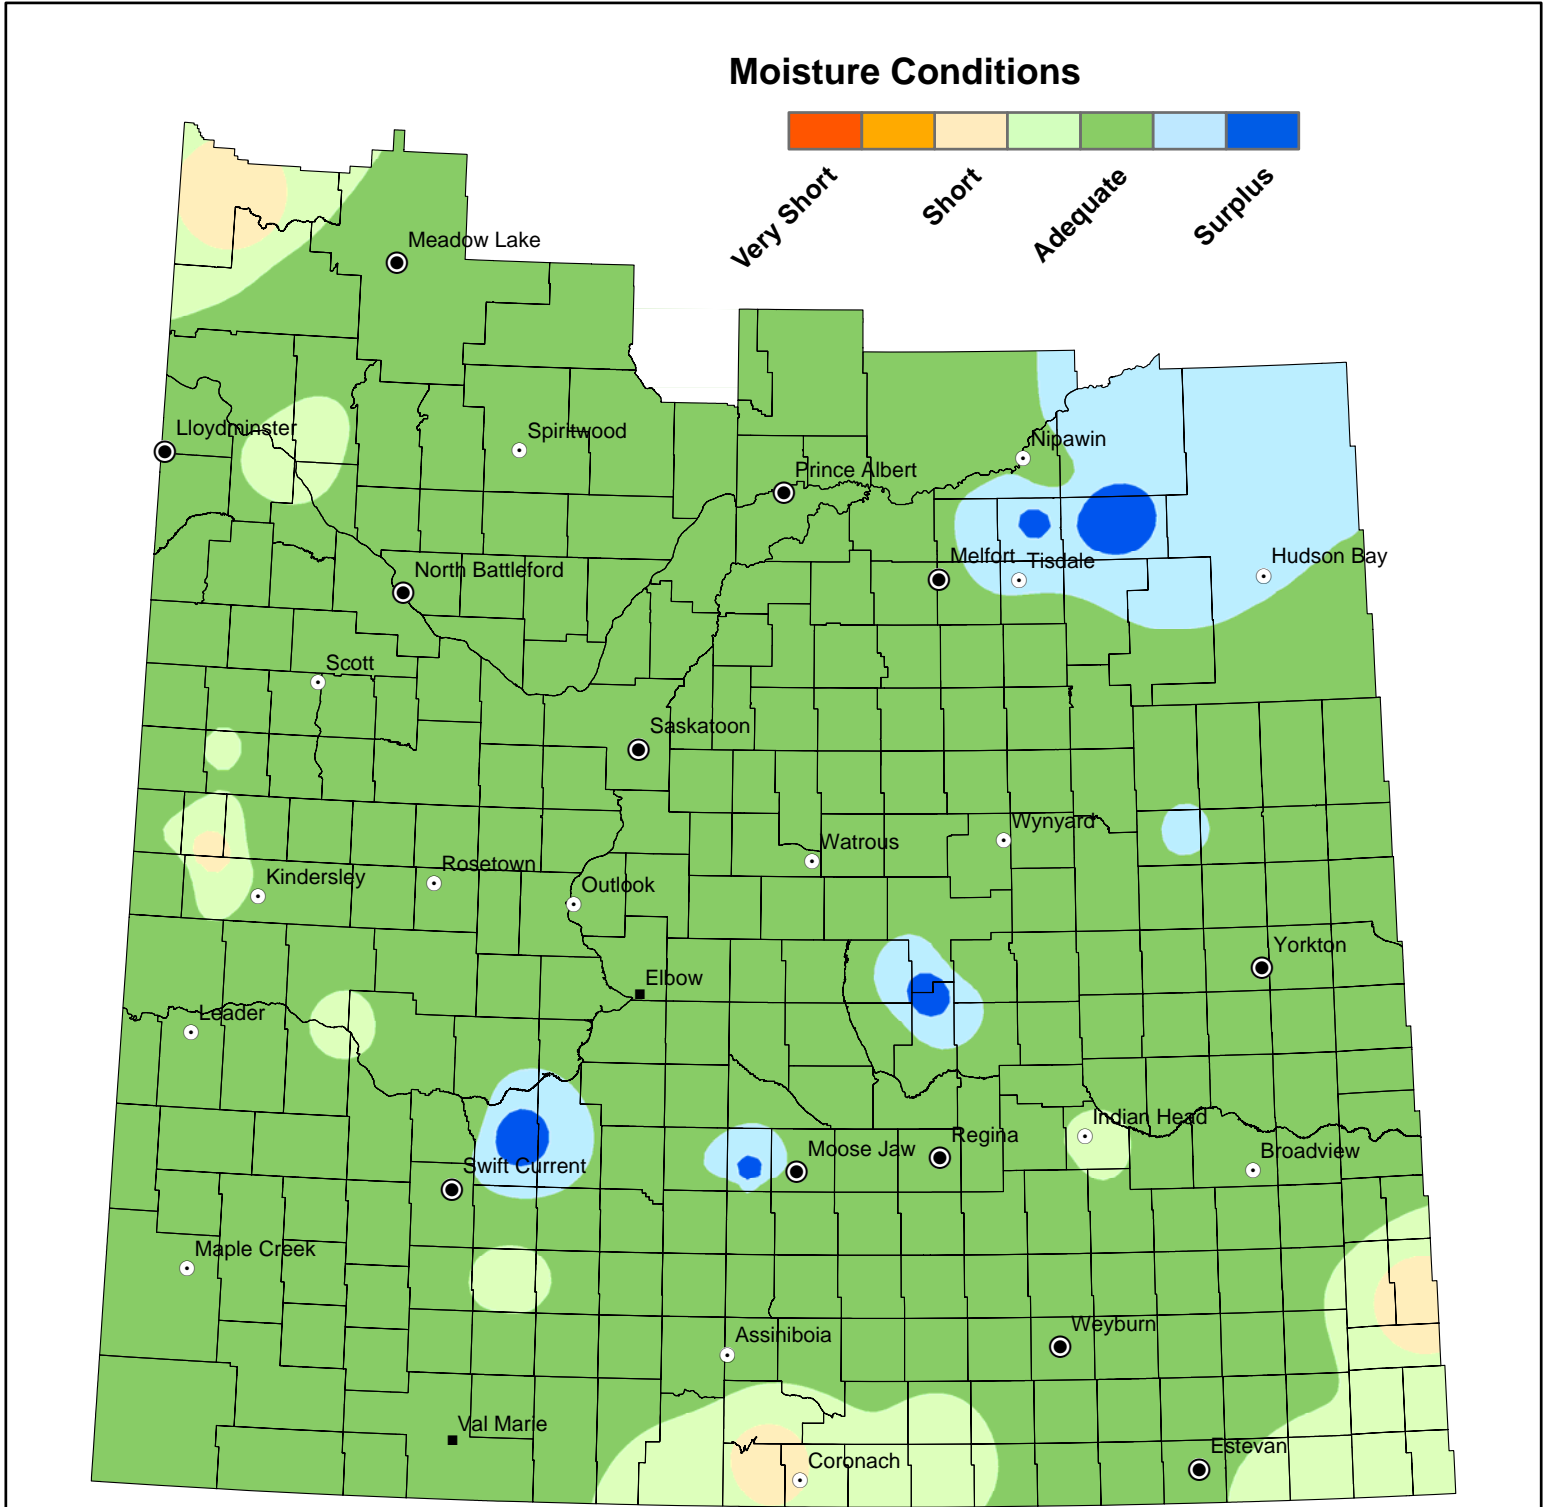 Moisture Conditions
Very Short
Short
Adequate
Surplus
Meadow Lake
Lloydminster
Spiritwood
Nipawin
Prince Albert
Melfort
Tisdale
Hudson Bay
North Battleford
Scott
Saskatoon
Wynyard
Watrous
Rosetown
Kindersley
Outlook
Yorkton
Elbow
Leader
Indian Head
Regina
Moose Jaw
Broadview
Swift Current
Maple Creek
Weyburn
Assiniboia
Val Marie
Estevan
Coronach